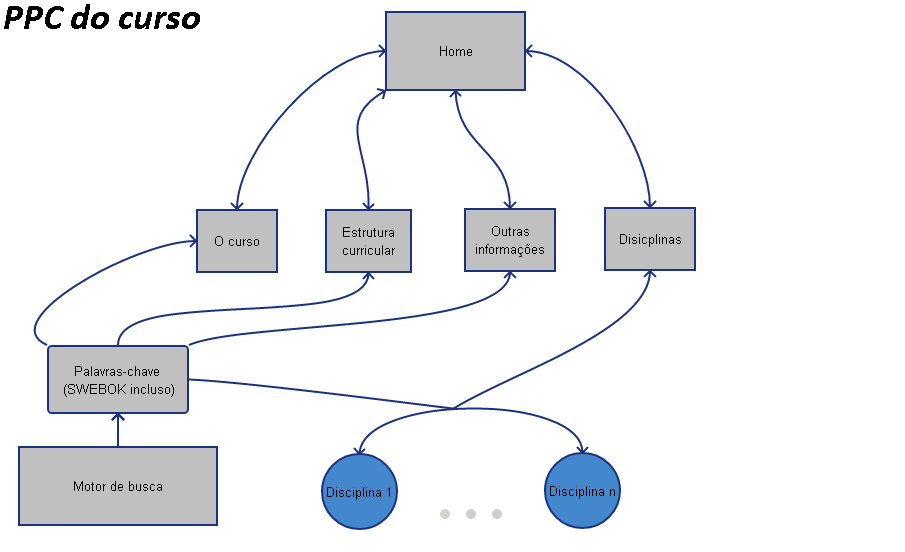 PPC do curso
Home
O curso
Estrutura
curricular
Outras
informações
Disicplinas
Palavras-chave
(SWEBOK incluso)
Motor de busca
Disciplina 1
Disciplina n